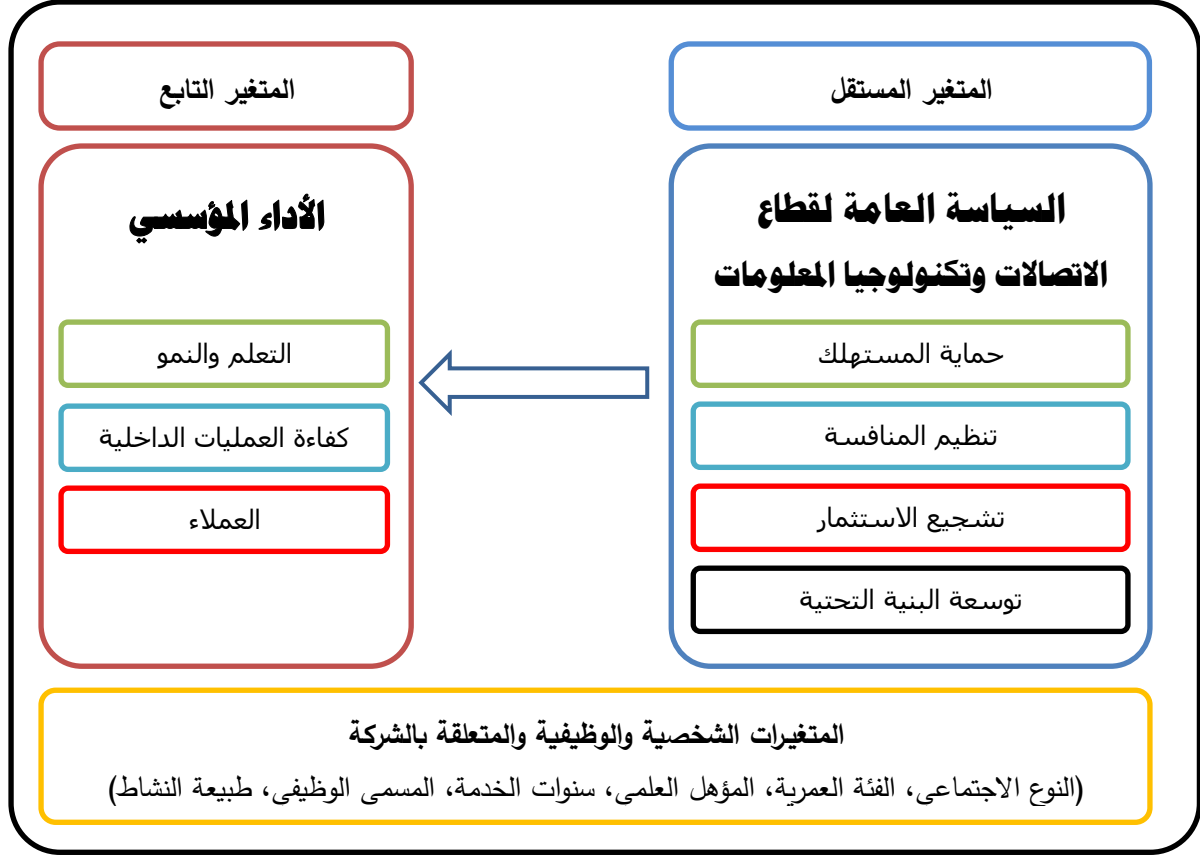 المتغير المستقل
السياسة العامة لقطاع
الاتصالات وتكنولوجيا المعلومات
حماية المستهلك
تنظيم المنافسة
تشجيع الاستثمار
توسعة البنية التحتية
المتغير التابع
الأداء المؤسسي
التعلم والنمو
كفاءة العمليات الداخلية
العملاء
المتغيرات الشخصية والوظيفية والمتعلقة بالشركة
(النوع الاجتماعى، الفئة العمرية، المؤهل العلمى، سنوات الخدمة، المسمى الوظيفى، طبيعة النشاط)